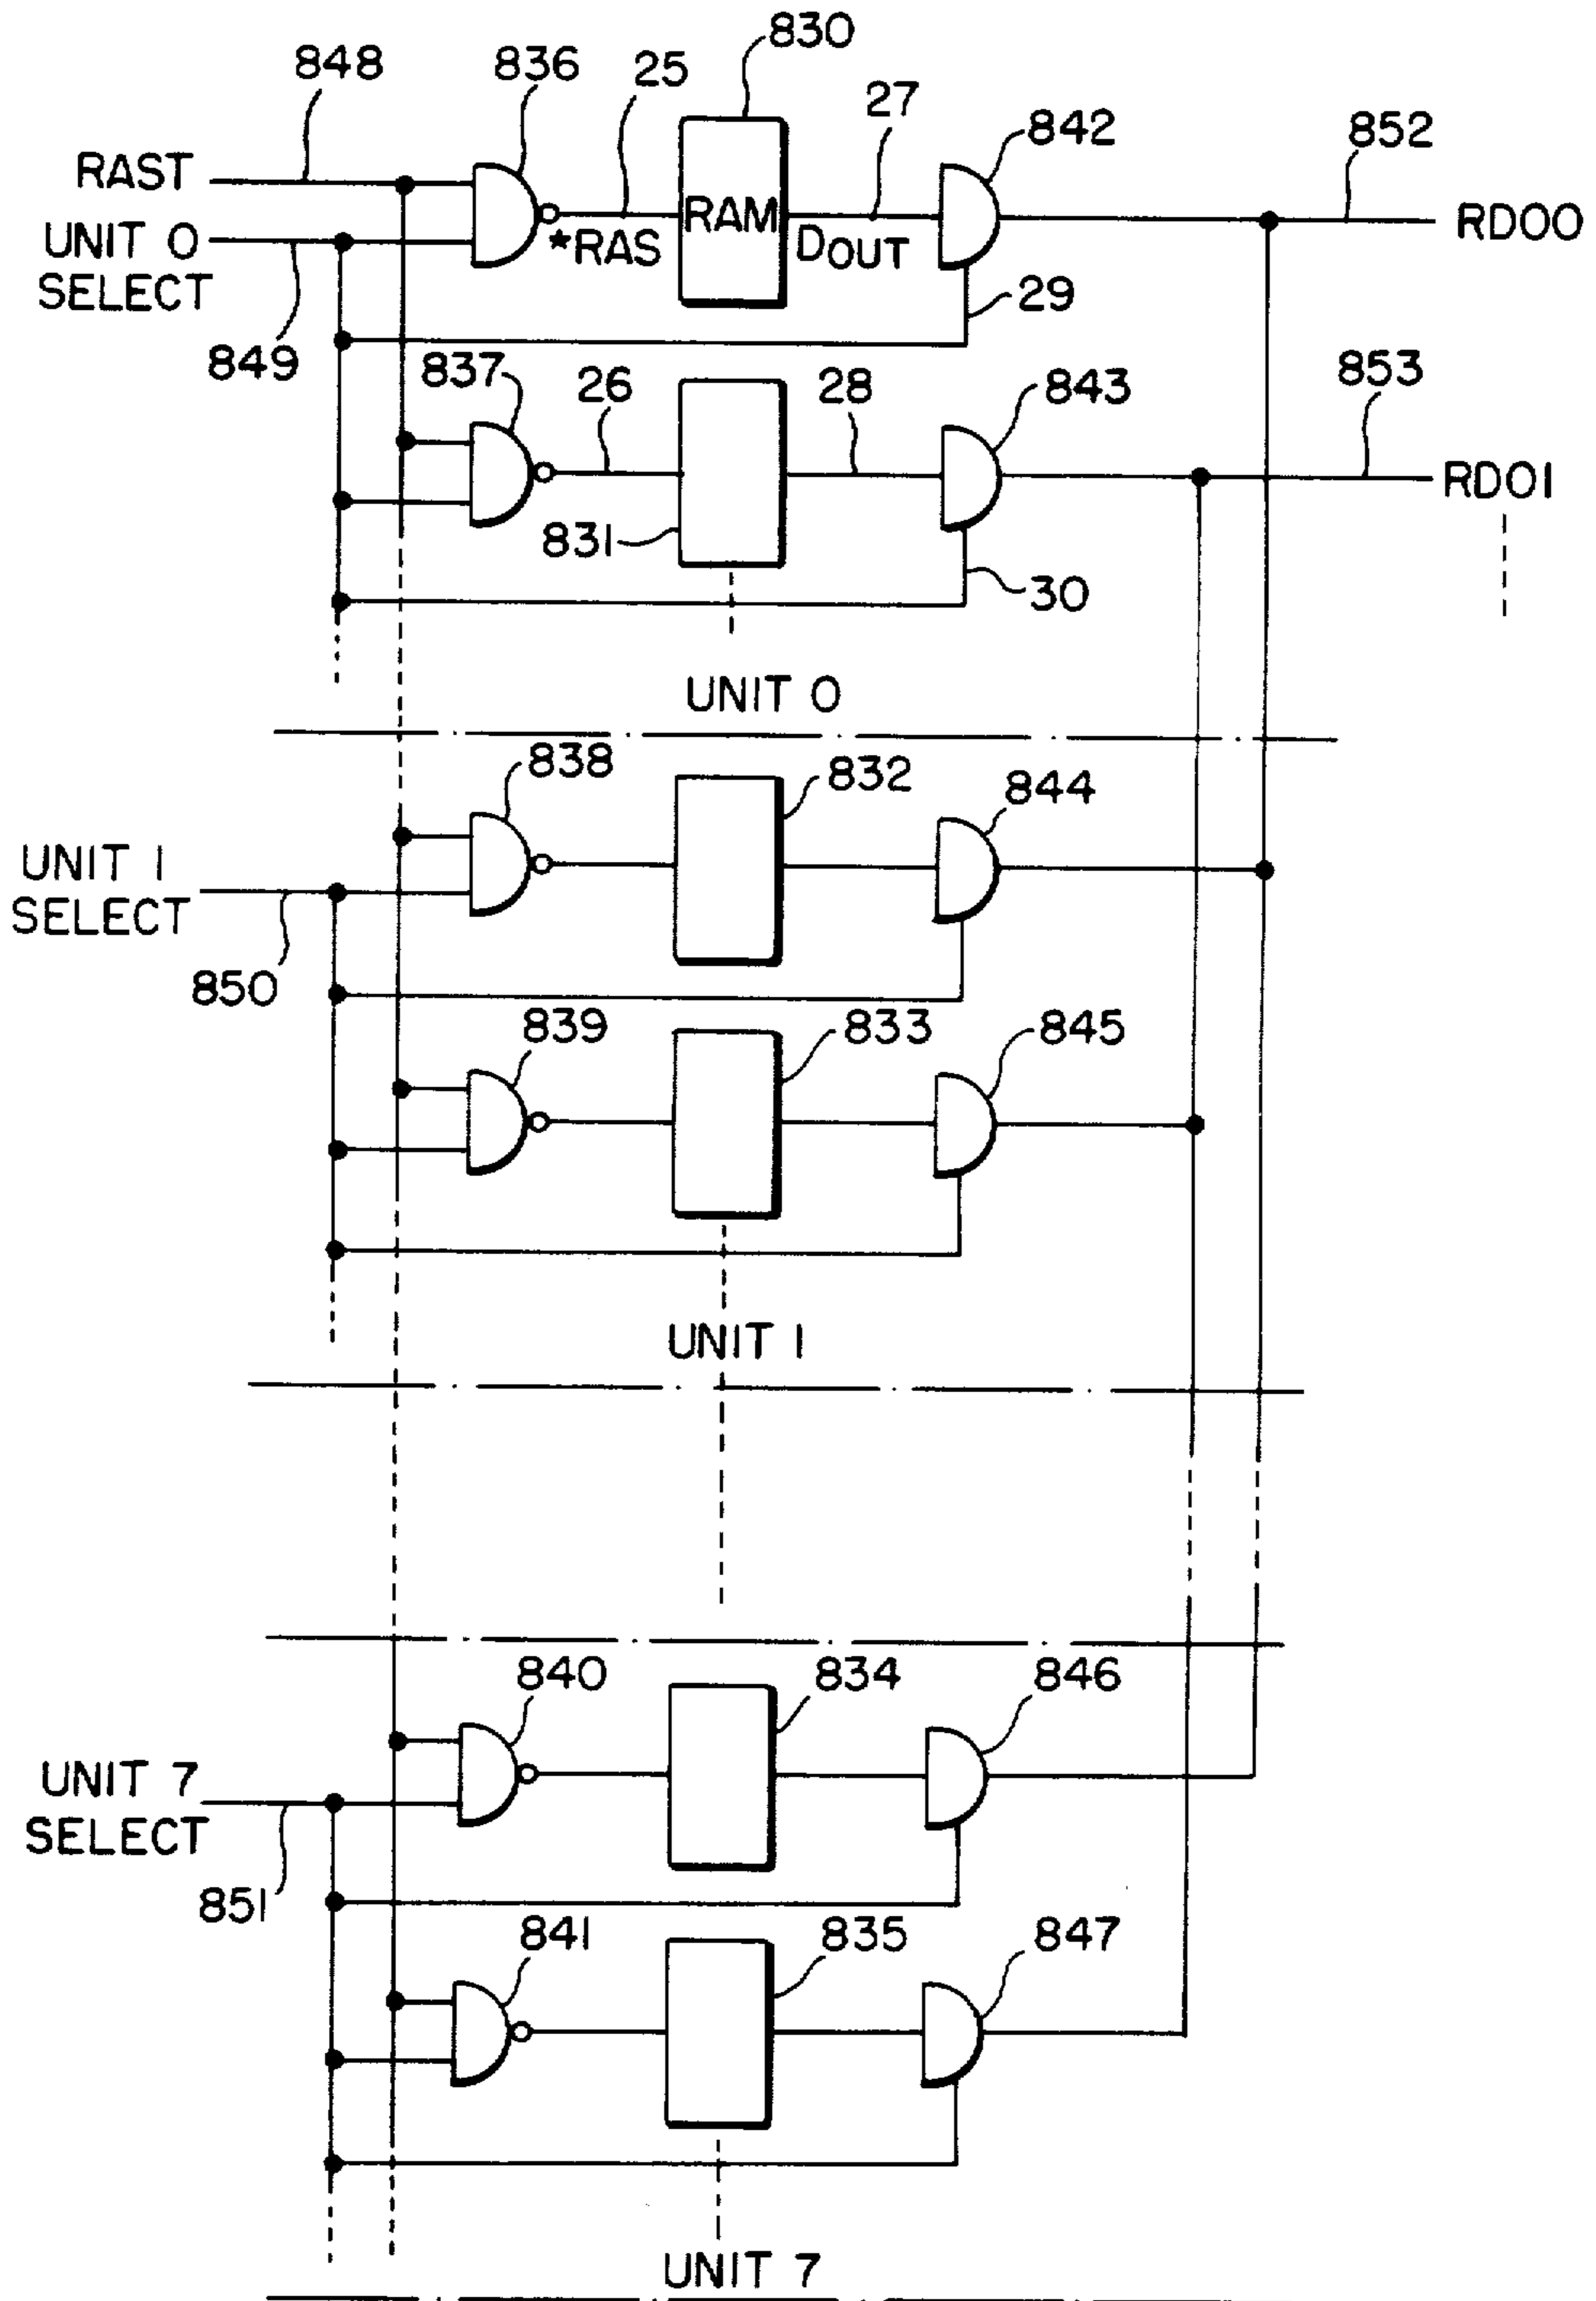 830
848
836
25
27
842
852
RAST
RAM
UNIT 0
SELECT
*RAS
DOUT
RD00
29
849
837
26
28
843
853
RD01
831
30
UNIT 0
838
832
844
UNIT 1
SELECT
850
839
833
845
UNIT 1
840
834
846
UNIT 7
SELECT
851
841
835
847
UNIT 7